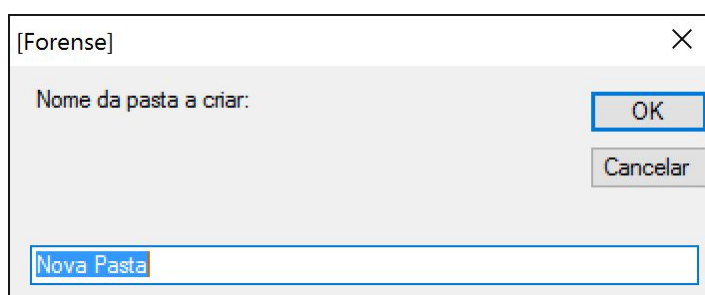 [Forense]
Nome da pasta a criar:
OK
Cancelar
Nova Pasta